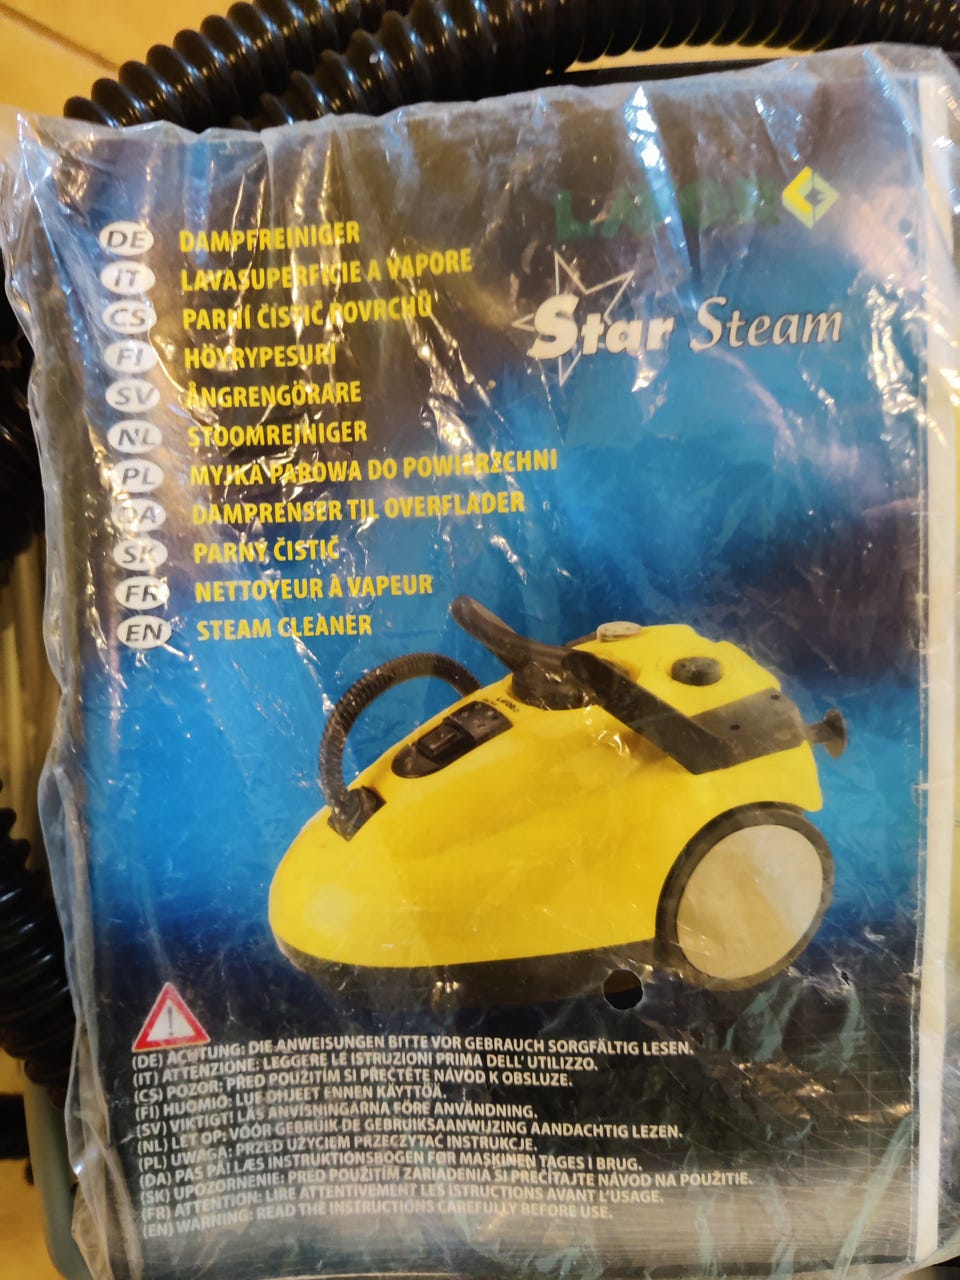 LAVOR
Star Steam
DE DAMPFREINIGER
IT LAVASUPERFICIE A VAPORE
CS PARNÍ ČISTIČ POVRCHŮ
FI HÖYRYPESURI
SV ÅNGRENGÖRARE
NL STOOMREINIGER
PL MYJKA PAROWA DO POWIERZCHNI
DA DAMPRENSER TIL OVERFLADER
SK PARNÝ ČISTIČ
FR NETTOYEUR À VAPEUR
EN STEAM CLEANER
(DE) ACHTUNG: DIE ANWEISUNGEN BITTE VOR GEBRAUCH SORGFÄLTIG LESEN.
(IT) ATTENZIONE: LEGGERE LE ISTRUZIONI PRIMA DELL' UTILIZZO.
(CS) POZOR: PŘED POUŽITÍM SI PŘEČTĚTE NÁVOD K OBSLUZE.
(FI) HUOMIO: LUE OHJEET ENNEN KÄYTTÖÄ.
(SV) VIKTIGT! LÄS ANVISNINGARNA FÖRE ANVÄNDNING.
(NL) LET OP: VÓÓR GEBRUIK DE GEBRUIKSAANWIJZING AANDACHTIG LEZEN.
(PL) UWAGA: PRZED UŻYCIEM PRZECZYTAĆ INSTRUKCJE.
(DA) PAS PÅ! LÆS INSTRUKTIONSBOGEN FØR MASKINEN TAGES I BRUG.
(SK) UPOZORNENIE: PRED POUŽITÍM ZARIADENIA SI PREČÍTAJTE NÁVOD NA POUŽITIE.
(FR) ATTENTION: LIRE ATTENTIVEMENT LES ISTRUCTIONS AVANT L'USAGE.
(EN) WARNING: READ THE INSTRUCTIONS CAREFULLY BEFORE USE.